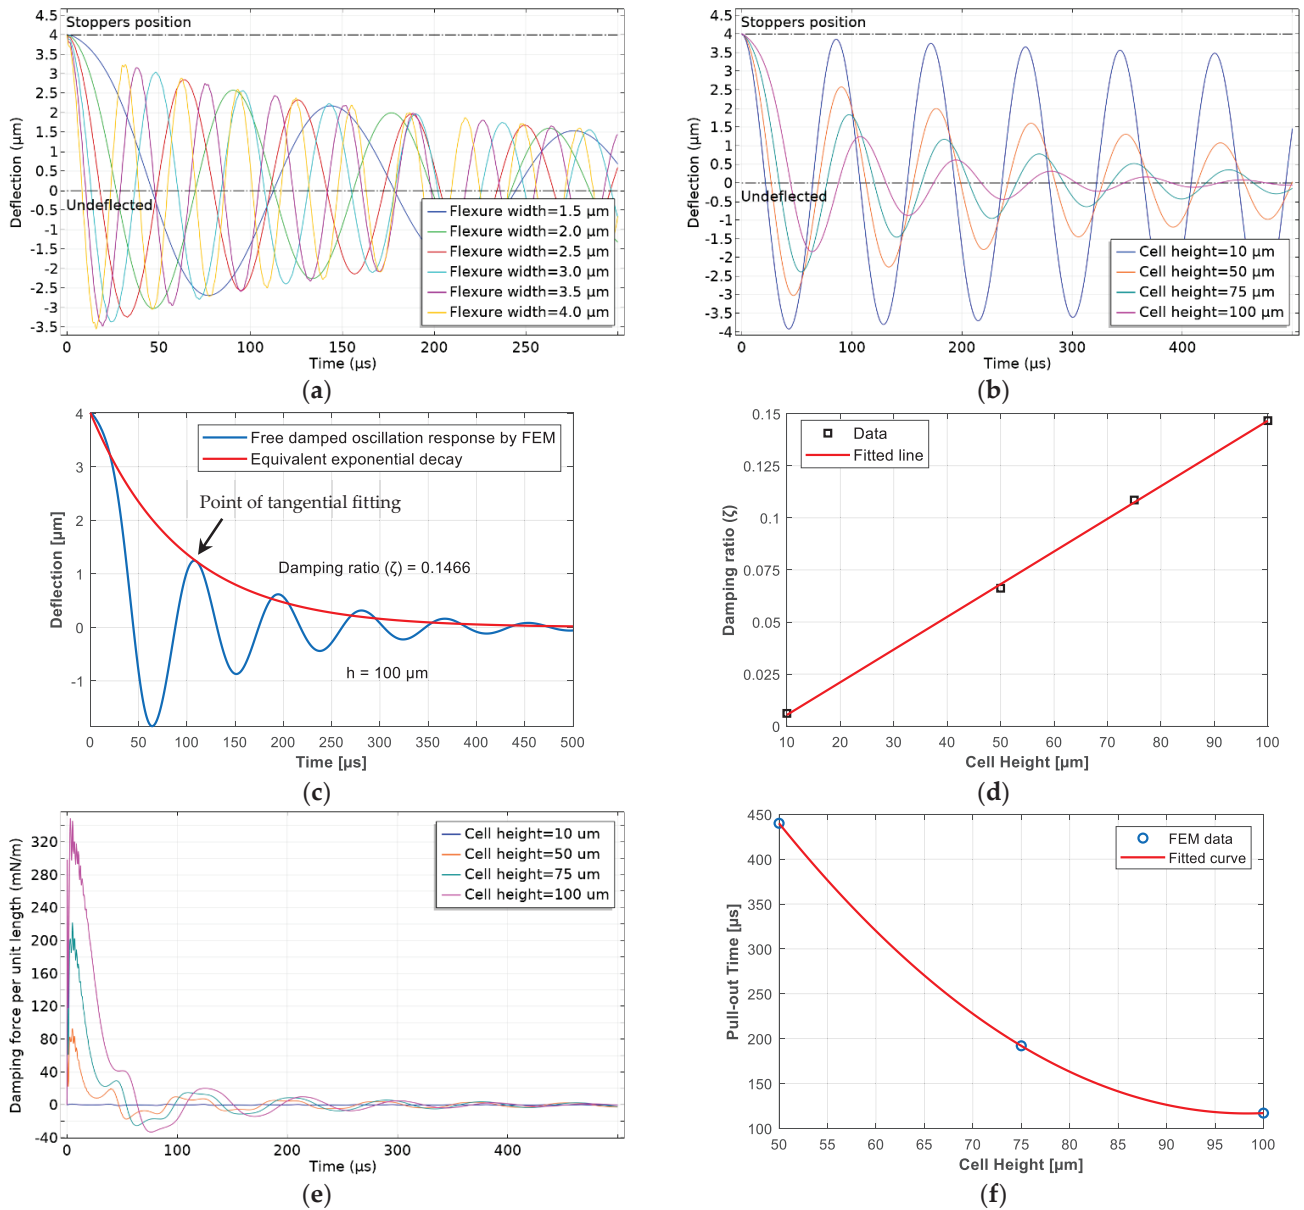 4.5
Stoppers position
4
3.5
3
2.5
2
1.5
1
0.5
0
Undeflected
-0.5
-1
-1.5
-2
-2.5
-3
-3.5
Deflection (μm)
Flexure width=1.5 μm
Flexure width=2.0 μm
Flexure width=2.5 μm
Flexure width=3.0 μm
Flexure width=3.5 μm
Flexure width=4.0 μm
0 50 100 150 200 250
Time (μs)
(a)
4.5
Stoppers position
4
3.5
3
2.5
2
1.5
1
0.5
0
Undeflected
-0.5
-1
-1.5
-2
-2.5
-3
-3.5
-4
Deflection (μm)
Cell height=10 μm
Cell height=50 μm
Cell height=75 μm
Cell height=100 μm
0 100 200 300 400
Time (μs)
(b)
4
3
2
1
0
-1
Deflection [μm]
Free damped oscillation response by FEM
Equivalent exponential decay
Point of tangential fitting
Damping ratio (ζ) = 0.1466
h = 100 μm
0 50 100 150 200 250 300 350 400 450 500
Time [μs]
(c)
0.15
0.125
0.1
0.075
0.05
0.025
0
Damping ratio (ζ)
Data
Fitted line
10 20 30 40 50 60 70 80 90 100
Cell Height [μm]
(d)
320
280
240
200
160
120
80
40
0
-40
Damping force per unit length (mN/m)
Cell height=10 um
Cell height=50 um
Cell height=75 um
Cell height=100 um
0 100 200 300 400
Time (μs)
(e)
450
400
350
300
250
200
150
100
Pull-out Time [μs]
FEM data
Fitted curve
50 55 60 65 70 75 80 85 90 95 100
Cell Height [μm]
(f)